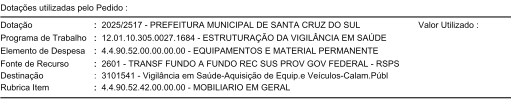 Dotações utilizadas pelo Pedido :
Dotação : 2025/2517 - PREFEITURA MUNICIPAL DE SANTA CRUZ DO SUL Valor Utilizado :
Programa de Trabalho : 12.01.10.305.0027.1684 - ESTRUTURAÇÃO DA VIGILÂNCIA EM SAÚDE
Elemento de Despesa : 4.4.90.52.00.00.00.00 - EQUIPAMENTOS E MATERIAL PERMANENTE
Fonte de Recurso : 2601 - TRANSF FUNDO A FUNDO REC SUS PROV GOV FEDERAL - RSPS
Destinação : 3101541 - Vigilância em Saúde-Aquisição de Equip.e Veículos-Calam.Públ
Rubrica Item : 4.4.90.52.42.00.00.00 - MOBILIARIO EM GERAL